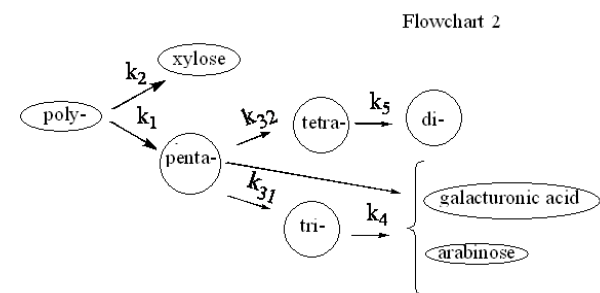 Flowchart 2
xylose
k2
poly-
k1
k32
tetra-
k5
di-
penta-
k31
galacturonic acid
tri-
k4
arabinose